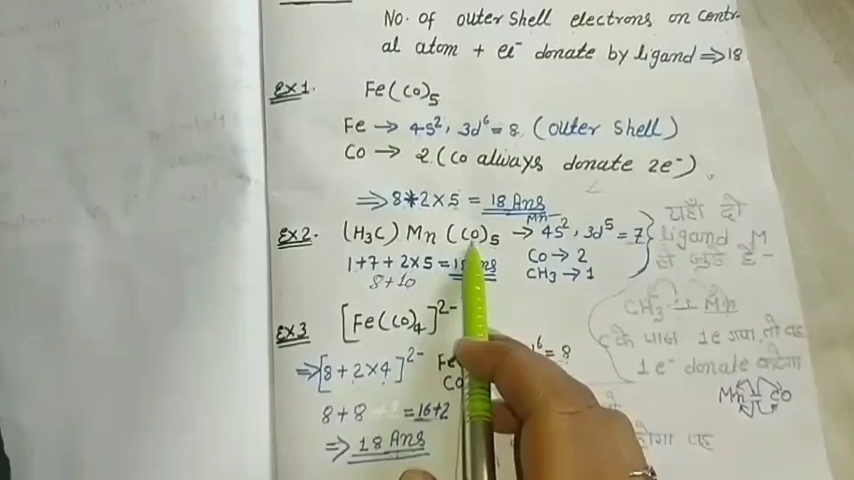 No. of outer shell electrons on centr-
al atom + e⁻ donate by ligand ⇒ 18
Ex1. Fe(CO)₅
Fe → 4S², 3d⁶ = 8. (outer shell)
CO → 2 (CO always donate 2e⁻)
⇒ 8*2×5 = 18 Ans
Ex2. (H₃C) Mn (CO)₅ → Mn- 4S², 3d⁵ = 7
यहाँ दो
ligand M
से जुड़े है -
1+7+2×5 = 18 Ans
8+10
CO → 2
CH₃ → 1
CH₃ — Mn
C के पास 1e⁻ गया, तो वह
1e⁻ donate करेगा
Mn CO
होगा वह
Ex3 [Fe(CO)₄]²⁻
⇒ [8+2×4]²⁻
= 8
8+8 = 16+2
⇒ 18 Ans